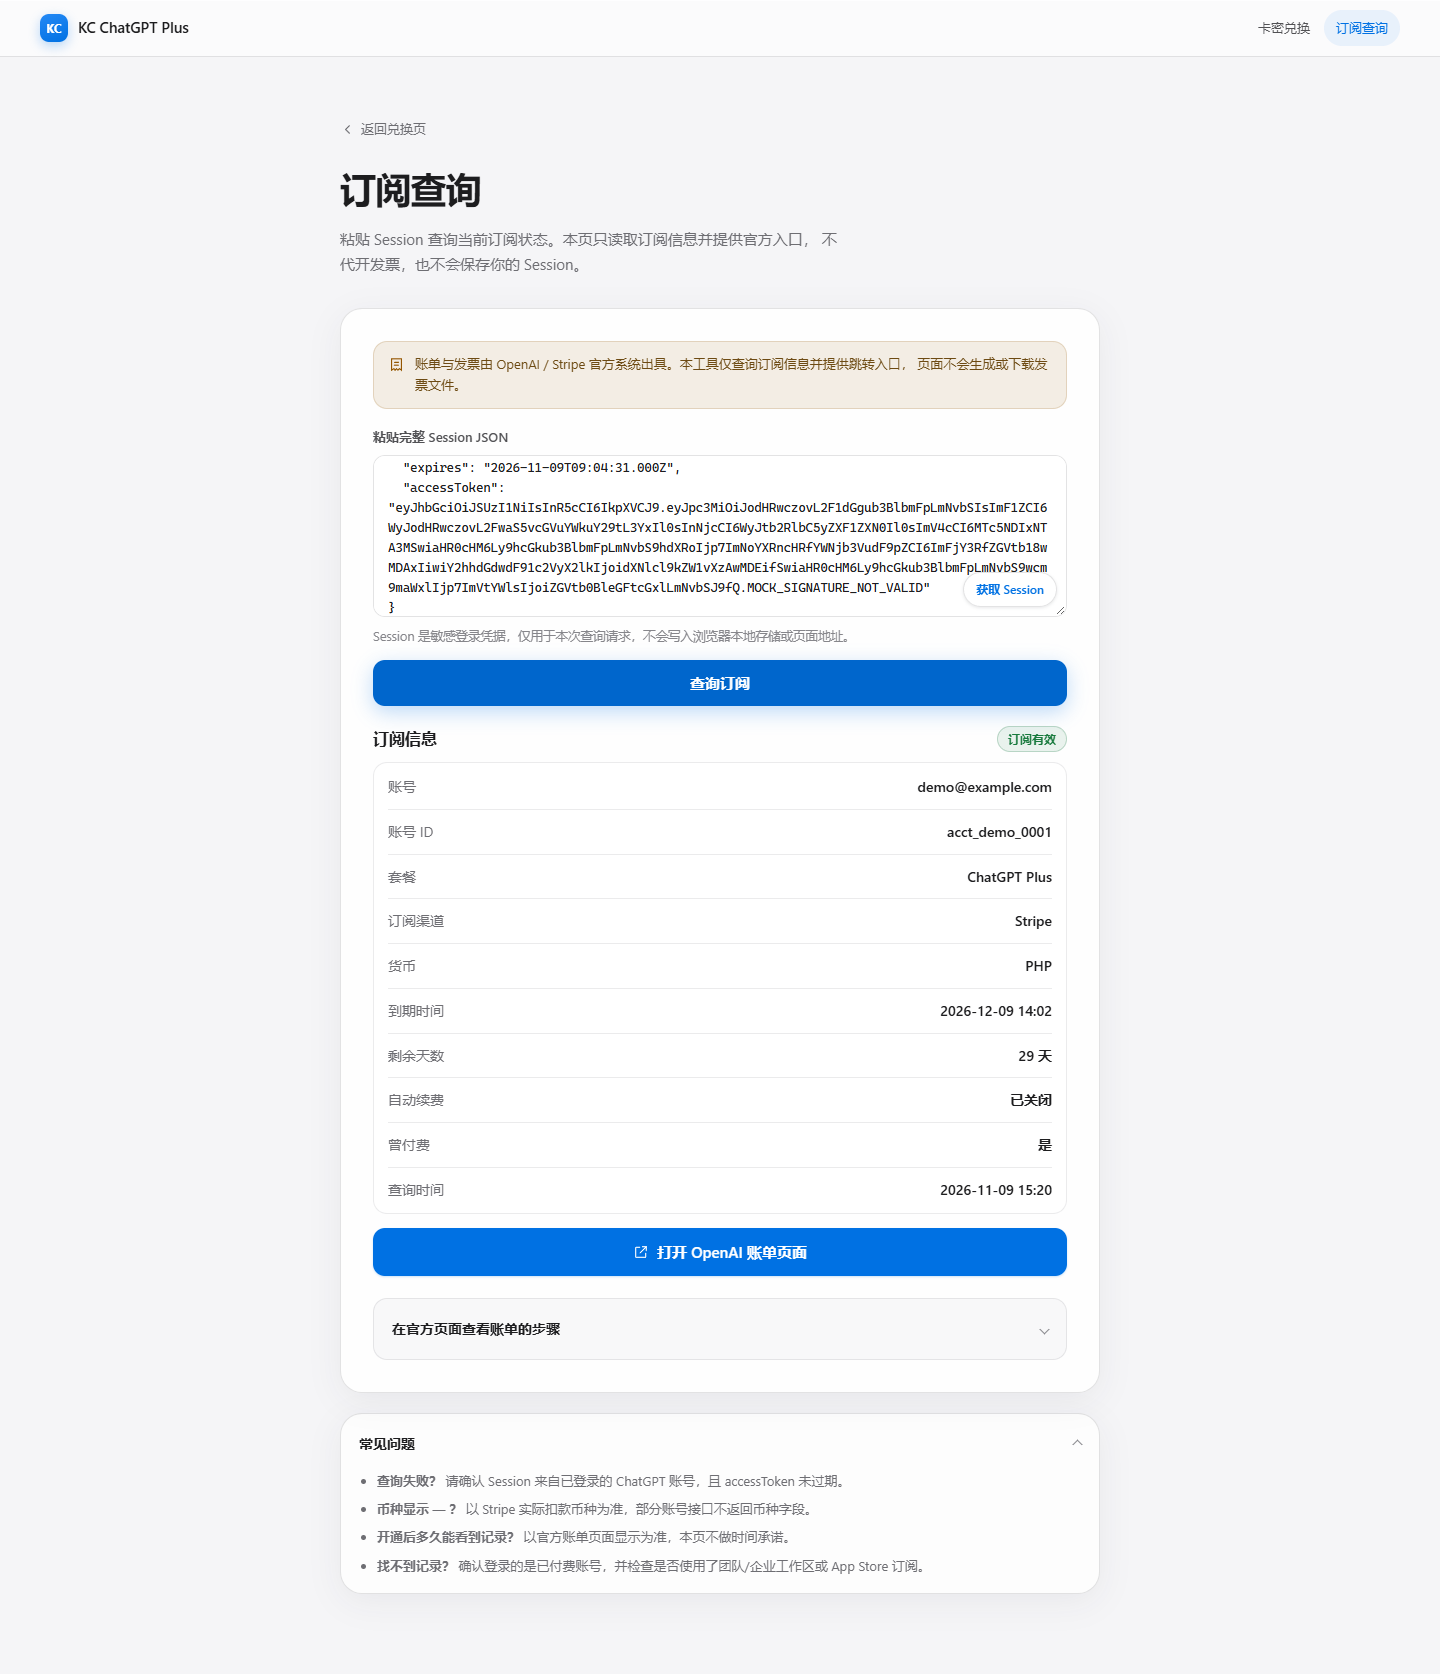 KC
KC ChatGPT Plus
卡密兑换
订阅查询
返回兑换页
订阅查询
粘贴 Session 查询当前订阅状态。本页只读取订阅信息并提供官方入口， 不
代开发票，也不会保存你的 Session。
账单与发票由 OpenAI / Stripe 官方系统出具。本工具仅查询订阅信息并提供跳转入口， 页面不会生成或下载发
票文件。
粘贴完整 Session JSON
"expires": "2026-11-09T09:04:31.000Z",
"accessToken":
"eyJhbGciOiJSUzI1NiIsInR5cCI6IkpXVCJ9.eyJpc3MiOiJodHRwczovL2F1dGgub3BlbmFpLmNvbSIsImF1ZCI6
WyJodHRwczovL2FwaS5vcGVuYWkuY29tL3YxIl0sInNjcCI6WyJtb2RlbC5yZXF1ZXN0Il0sImV4cCI6MTc5NDIxNT
A3MSwiaHR0cHM6Ly9hcGkub3BlbmFpLmNvbS9hdXRoIjp7ImNoYXRncHRfYWNjb3VudF9pZCI6ImFjY3RfZGVtb18w
MDAxIiwiY2hhdGdwdF91c2VyX2lkIjoidXNlcl9kZW1vXzAwMDEifSwiaHR0cHM6Ly9hcGkub3BlbmFpLmNvbS9wcm
9maWxlIjp7ImVtYWlsIjoiZGVtb0BleGFtcGxlLmNvbSJ9fQ.MOCK_SIGNATURE_NOT_VALID"
}
获取 Session
Session 是敏感登录凭据，仅用于本次查询请求，不会写入浏览器本地存储或页面地址。
查询订阅
订阅信息
订阅有效
账号
demo@example.com
账号 ID
acct_demo_0001
套餐
ChatGPT Plus
订阅渠道
Stripe
货币
PHP
到期时间
2026-12-09 14:02
剩余天数
29 天
自动续费
已关闭
曾付费
是
查询时间
2026-11-09 15:20
打开 OpenAI 账单页面
在官方页面查看账单的步骤
常见问题
查询失败？ 请确认 Session 来自已登录的 ChatGPT 账号，且 accessToken 未过期。
币种显示 — ？ 以 Stripe 实际扣款币种为准，部分账号接口不返回币种字段。
开通后多久能看到记录？ 以官方账单页面显示为准，本页不做时间承诺。
找不到记录？ 确认登录的是已付费账号，并检查是否使用了团队/企业工作区或 App Store 订阅。